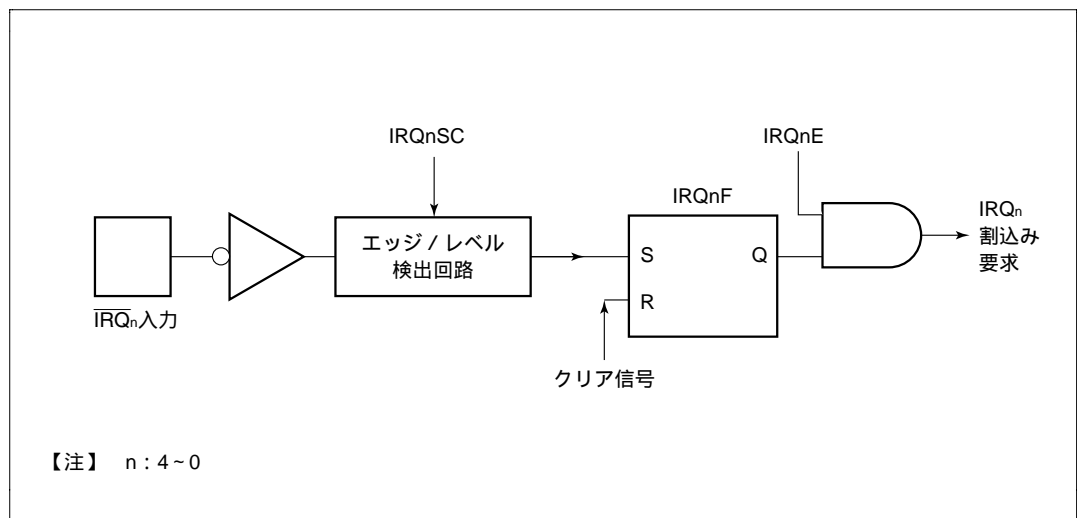 IRQnSC
IRQnE
IRQnF
エッジ / レベル
検出回路
S
Q
R
IRQn
割込み
要求
IRQn入力
クリア信号
【注】 n : 4 ~ 0